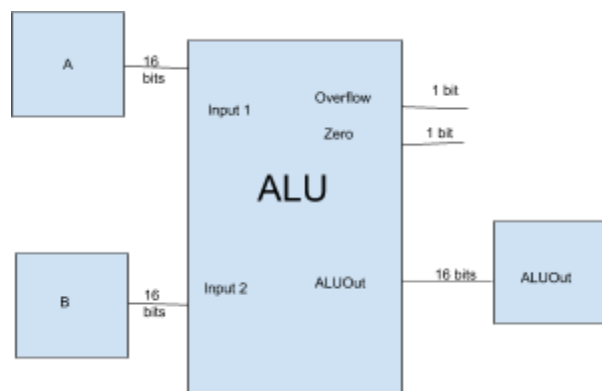 A
16
bits
Input 1
Overflow
1 bit
Zero
1 bit
ALU
B
16
bits
Input 2
ALUOut
16 bits
ALUOut